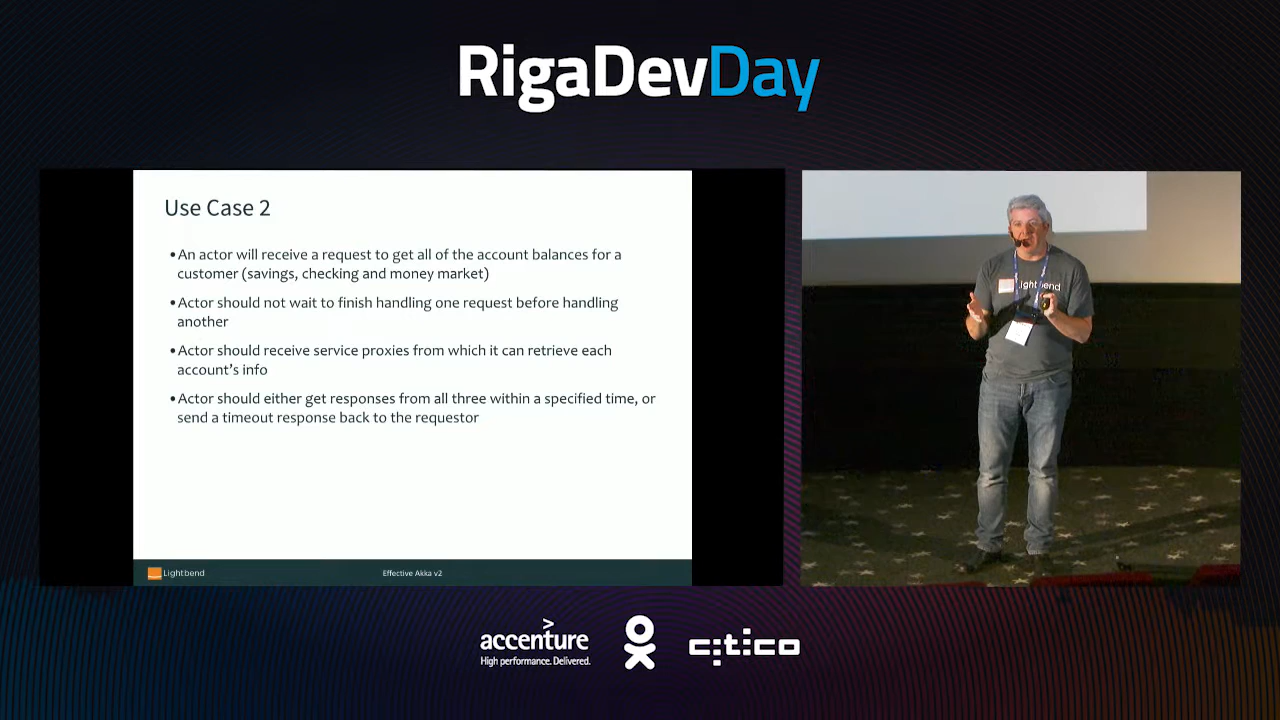 RigaDevDay
Use Case 2
•An actor will receive a request to get all of the account balances for a
customer (savings, checking and money market)
•Actor should not wait to finish handling one request before handling
another
•Actor should receive service proxies from which it can retrieve each
account's info
•Actor should either get responses from all three within a specified time, or
send a timeout response back to the requestor
Lightbend
Effective Akka v2
Lightbend
accenture
High performance. Delivered.
citico